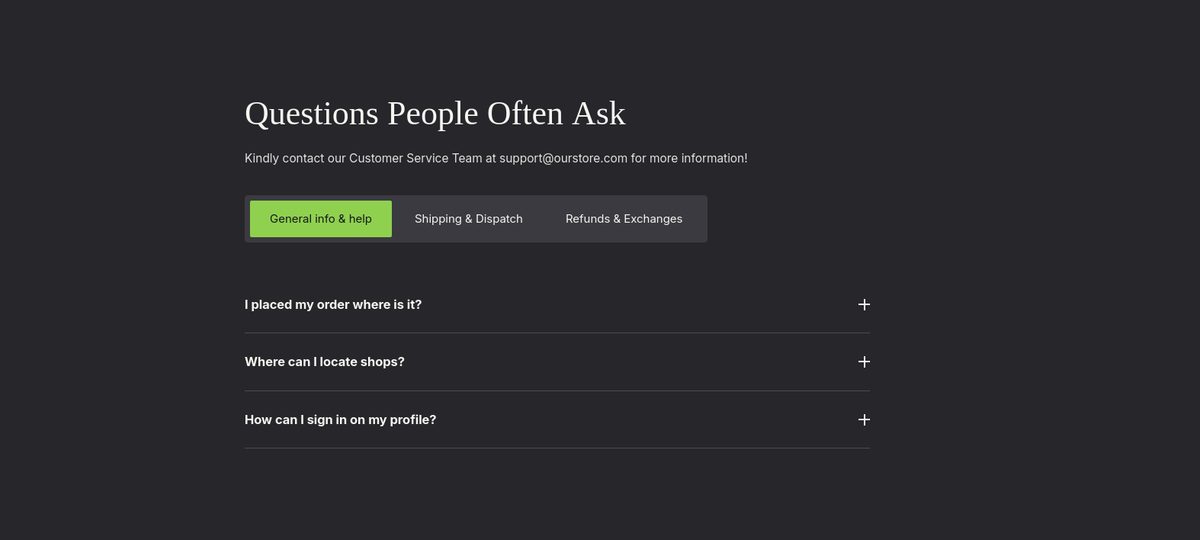 Questions People Often Ask
Kindly contact our Customer Service Team at support@ourstore.com for more information!
General info & help
Shipping & Dispatch
Refunds & Exchanges
I placed my order where is it?
Where can I locate shops?
How can I sign in on my profile?